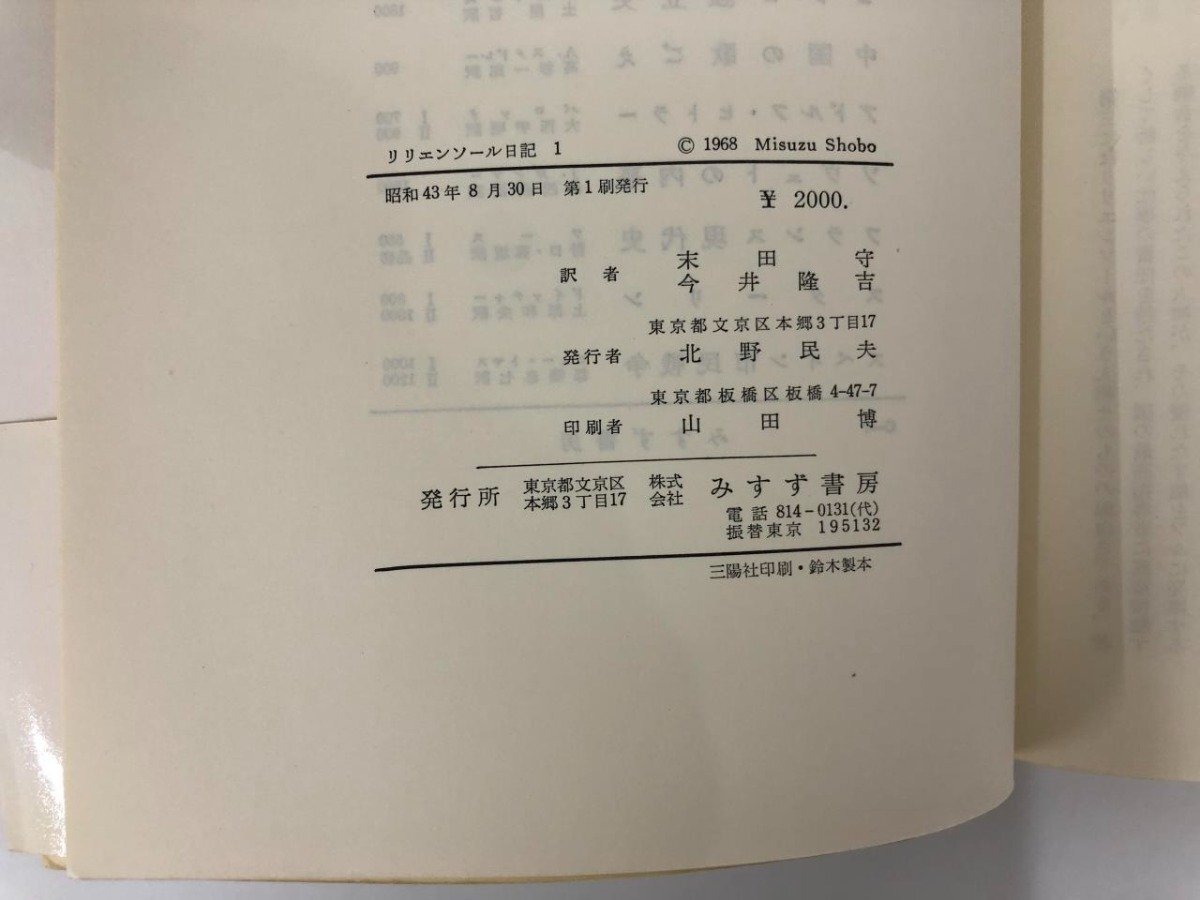 リリエンソール日記 1
© 1968 Misuzu Shobo
昭和43年8月30日 第1刷発行
¥ 2000.
訳者 末田守
今井隆吉
東京都文京区本郷3丁目17
発行者 北野民夫
東京都板橋区板橋4-47-7
印刷者 山田博
発行所 東京都文京区本郷3丁目17 株式会社 みすず書房
電話 814-0131(代)
振替東京 195132
三陽社印刷・鈴木製本